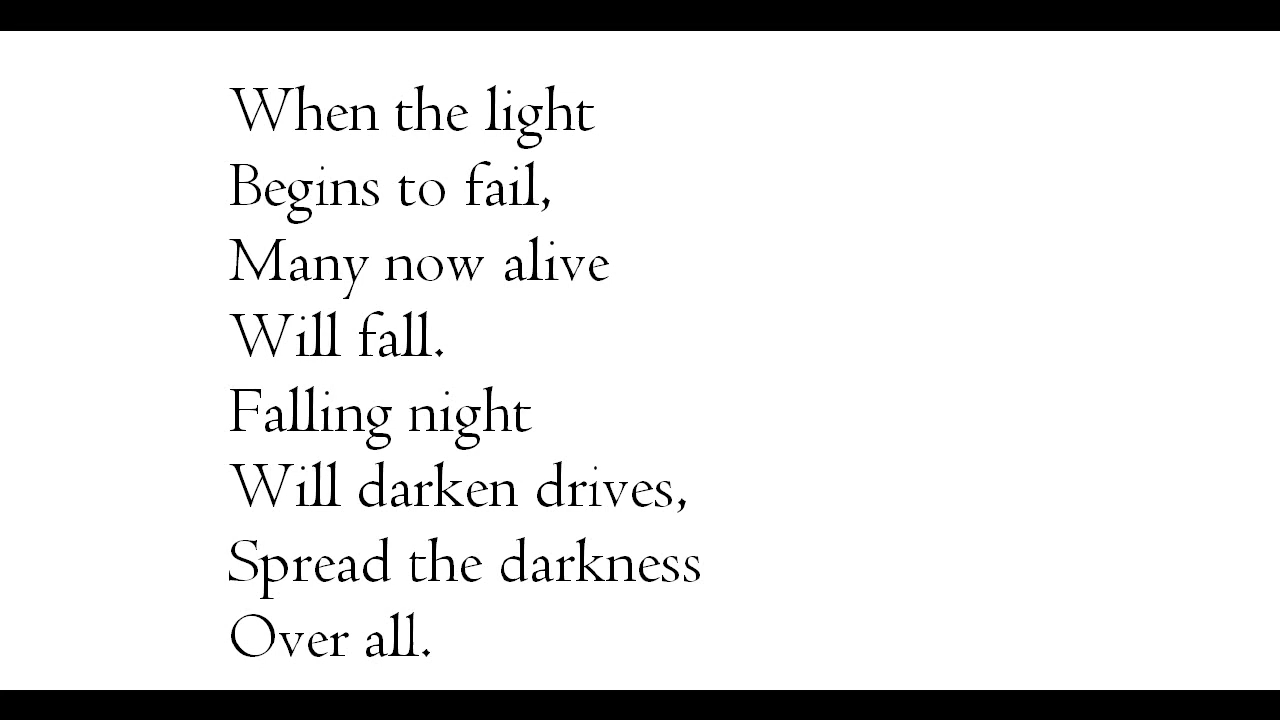 When the light
Begins to fail,
Many now alive
Will fall.
Falling night
Will darken drives,
Spread the darkness
Over all.